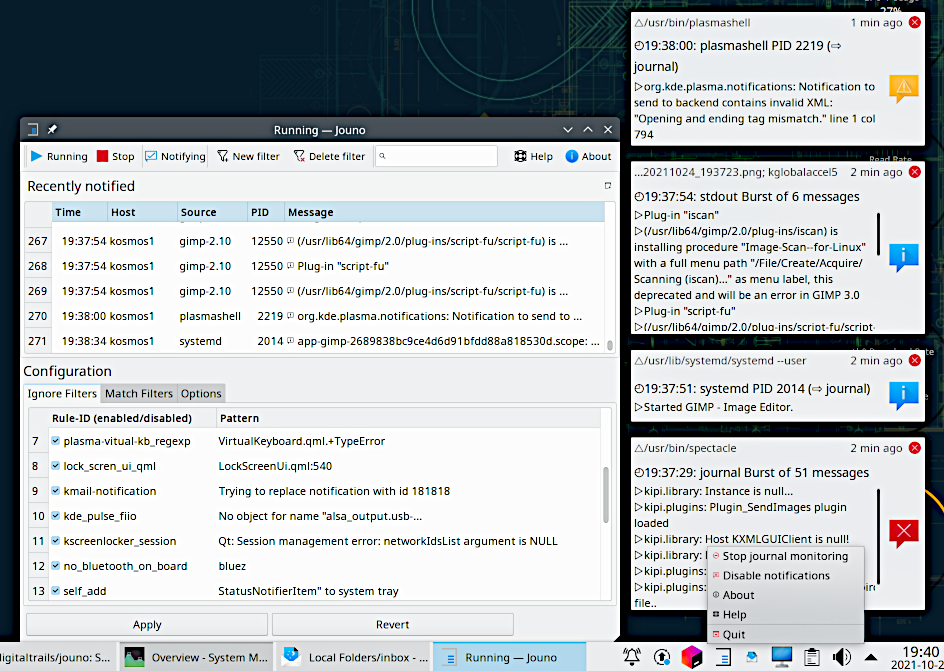 27%
Running — Jouno
Running Stop Notifying New filter Delete filter Help About
Recently notified
Time Host Source PID Message
267 19:37:54 kosmos1 gimp-2.10 12550 (/usr/lib64/gimp/2.0/plug-ins/script-fu/script-fu) is ...
268 19:37:54 kosmos1 gimp-2.10 12550 Plug-in "script-fu"
269 19:37:54 kosmos1 gimp-2.10 12550 (/usr/lib64/gimp/2.0/plug-ins/script-fu/script-fu) is ...
270 19:38:00 kosmos1 plasmashell 2219 org.kde.plasma.notifications: Notification to send to ...
271 19:38:34 kosmos1 systemd 2014 app-gimp-2689838bc9ce4d6d91bfdd88a818530d.scope: ...
Configuration
Ignore Filters Match Filters Options
Rule-ID (enabled/disabled) Pattern
7 plasma-vitual-kb_regexp VirtualKeyboard.qml.+TypeError
8 lock_scren_ui_qml LockScreenUi.qml:540
9 kmail-notification Trying to replace notification with id 181818
10 kde_pulse_fiio No object for name "alsa_output.usb-...
11 kscreenlocker_session Qt: Session management error: networkIdsList argument is NULL
12 no_bluetooth_on_board bluez
13 self_add StatusNotifierItem" to system tray
Apply Revert
△/usr/bin/plasmashell 1 min ago
◴19:38:00: plasmashell PID 2219 (⇨
journal)
▷org.kde.plasma.notifications: Notification to
send to backend contains invalid XML:
"Opening and ending tag mismatch." line 1 col
794
Read Rate
...20211024_193723.png; kglobalaccel5 2 min ago
◴19:37:54: stdout Burst of 6 messages
▷Plug-in "iscan"
▷(/usr/lib64/gimp/2.0/plug-ins/iscan) is
installing procedure "Image-Scan--for-Linux"
with a full menu path "/File/Create/Acquire/
Scanning (iscan)..." as menu label, this
deprecated and will be an error in GIMP 3.0
▷Plug-in "script-fu"
▷(/usr/lib64/gimp/2.0/plug-ins/script-fu/script-
△/usr/lib/systemd/systemd --user 2 min ago
◴19:37:51: systemd PID 2014 (⇨ journal)
▷Started GIMP - Image Editor.
△/usr/bin/spectacle 2 min ago
◴19:37:29: journal Burst of 51 messages
▷kipi.library: Instance is null...
▷kipi.plugins: Plugin_SendImages plugin
loaded
▷kipi.library: Host KXMLGUIClient is null!
▷kipi.library:
▷kipi.plugins:
▷kipi.plugins:
file..
Stop journal monitoring
Disable notifications
About
Help
Quit
igitaltrails/jouno: S... Overview - System M... Local Folders/inbox - ... Running — Jouno
19:40
2021-10-